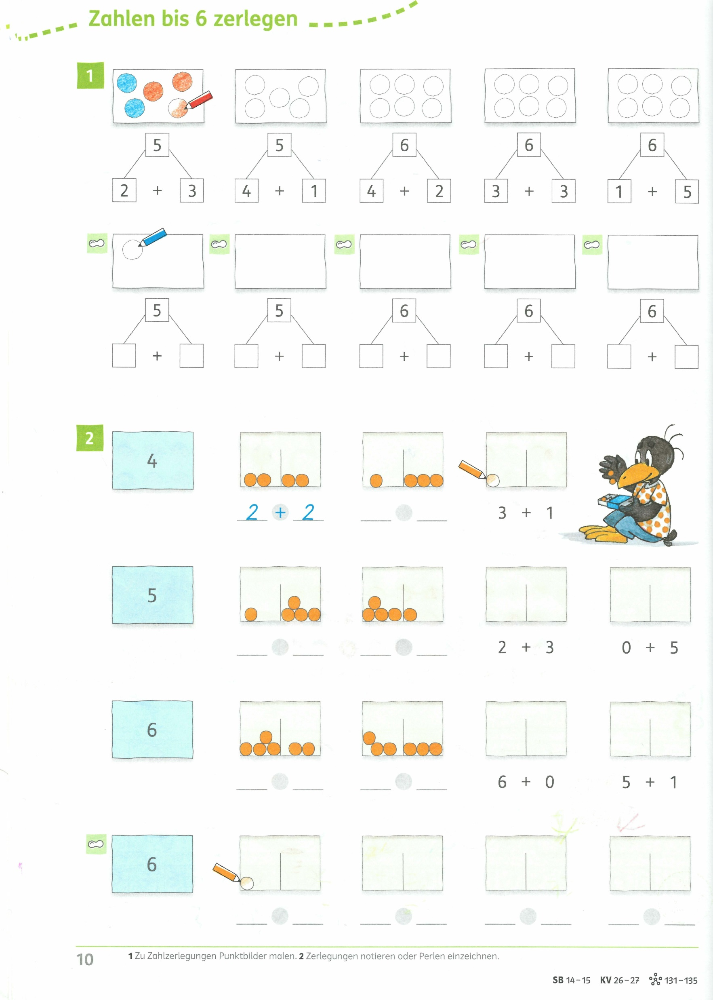 Zahlen bis 6 zerlegen
1
5 5 6 6 6
2 + 3 4 + 1 4 + 2 3 + 3 1 + 5
5 5 6 6 6
+ + + + +
2
4
2 + 2 3 + 1
5
2 + 3 0 + 5
6
6 + 0 5 + 1
6
10 1 Zu Zahlzerlegungen Punktbilder malen. 2 Zerlegungen notieren oder Perlen einzeichnen.
SB 14–15 KV 26–27 131–135